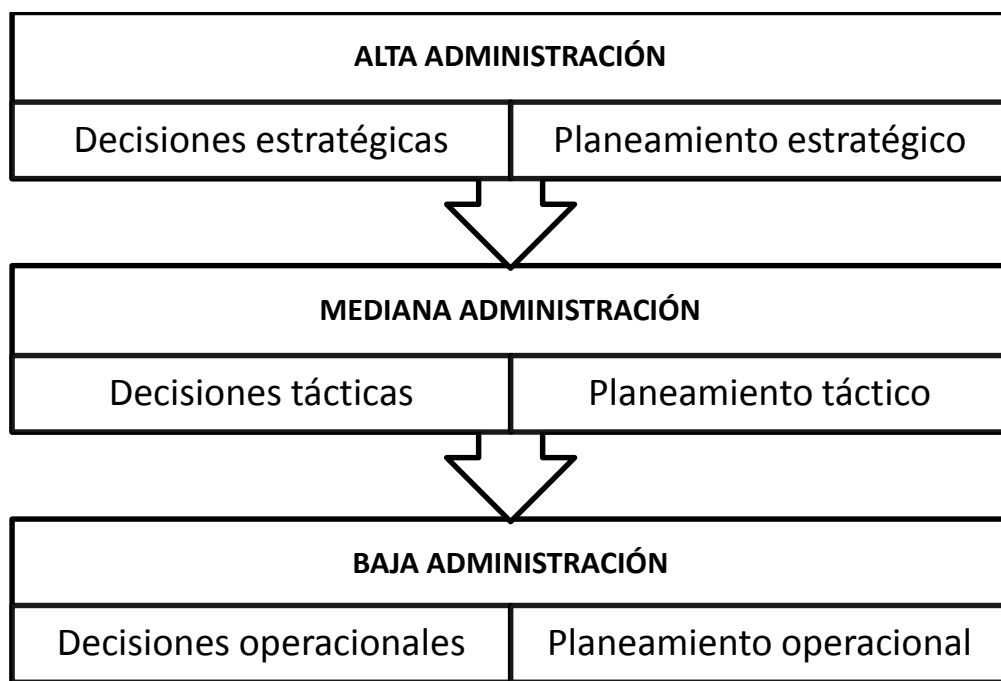 ALTA ADMINISTRACIÓN
Decisiones estratégicas
Planeamiento estratégico
MEDIANA ADMINISTRACIÓN
Decisiones tácticas
Planeamiento táctico
BAJA ADMINISTRACIÓN
Decisiones operacionales
Planeamiento operacional